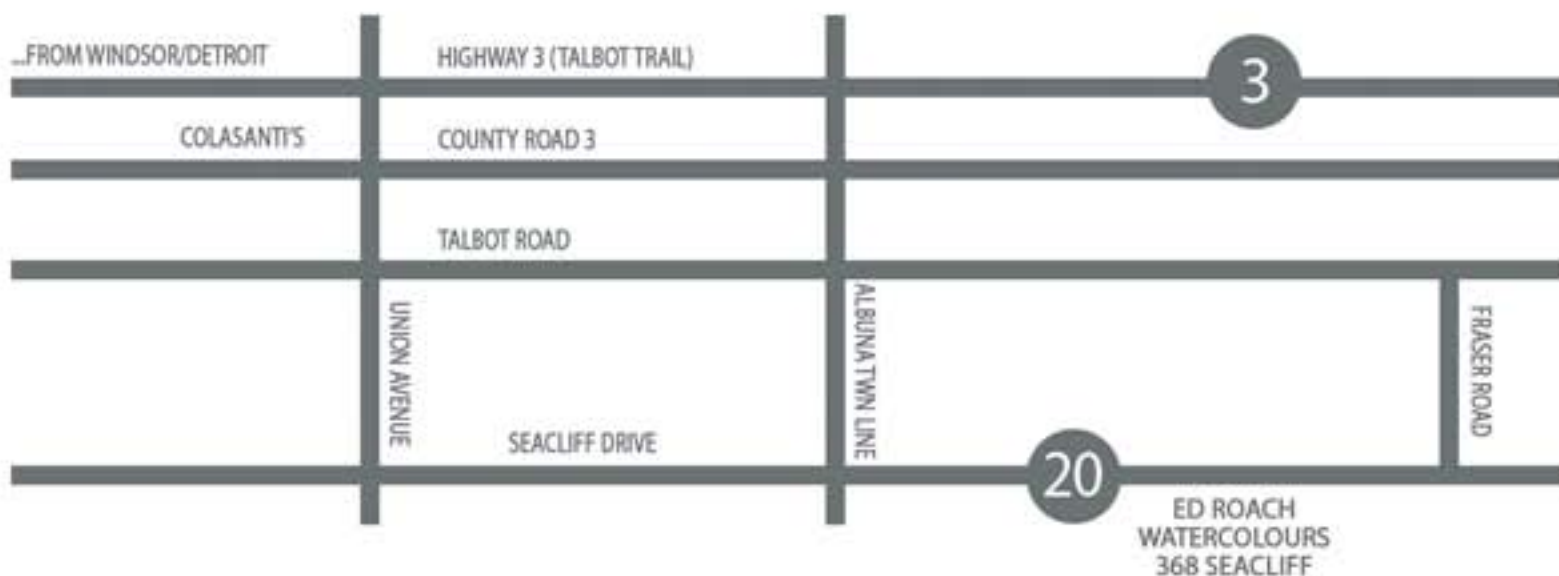 ...FROM WINDSOR/DETROIT
HIGHWAY 3 (TALBOT TRAIL)
3
COLASANTI'S
COUNTY ROAD 3
TALBOT ROAD
UNION AVENUE
ALBUNA TWN LINE
FRASER ROAD
SEACLIFF DRIVE
20
ED ROACH
WATERCOLOURS
368 SEACLIFF